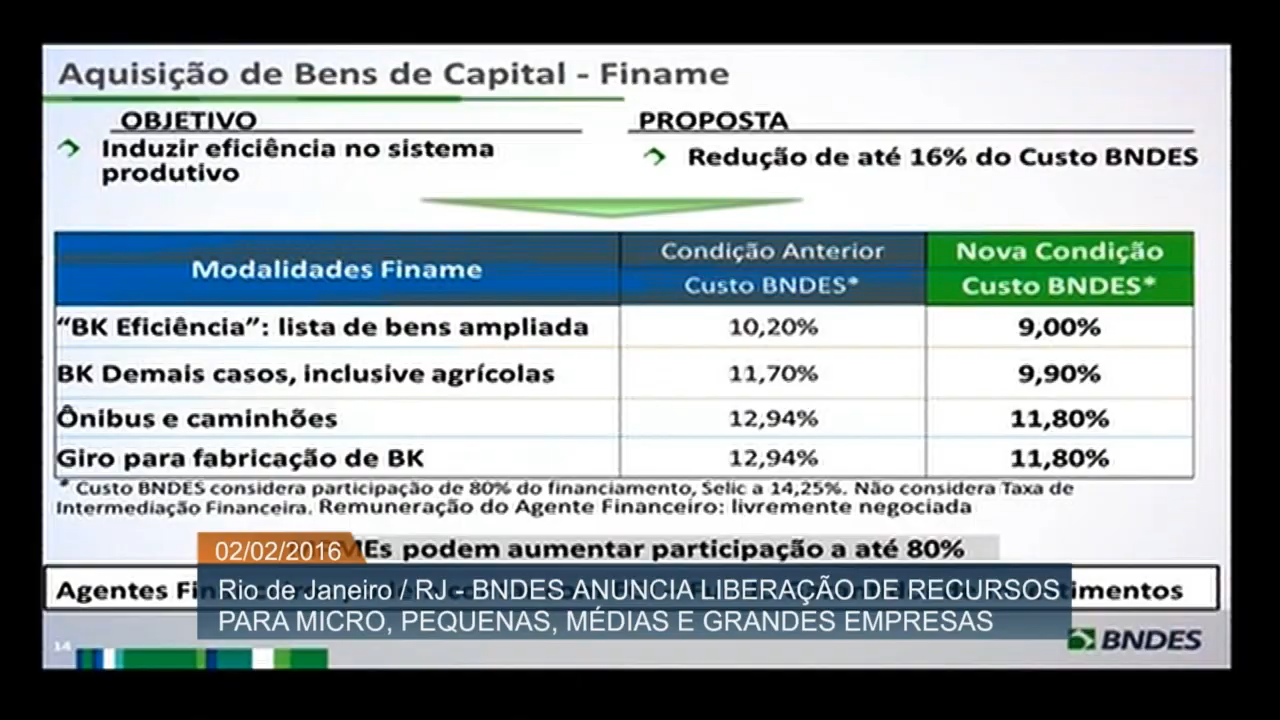 Aquisição de Bens de Capital - Finame
OBJETIVO
Induzir eficiência no sistema
produtivo
PROPOSTA
Redução de até 16% do Custo BNDES
Modalidades Finame
Condição Anterior
Custo BNDES*
Nova Condição
Custo BNDES*
“BK Eficiência”: lista de bens ampliada 10,20% 9,00%
BK Demais casos, inclusive agrícolas 11,70% 9,90%
Ônibus e caminhões 12,94% 11,80%
Giro para fabricação de BK 12,94% 11,80%
* Custo BNDES considera participação de 80% do financiamento, Selic a 14,25%. Não considera Taxa de
Intermediação Financeira. Remuneração do Agente Financeiro: livremente negociada
podem aumentar participação a até 80%
Agentes
02/02/2016
Rio de Janeiro / RJ - BNDES ANUNCIA LIBERAÇÃO DE RECURSOS
PARA MICRO, PEQUENAS, MÉDIAS E GRANDES EMPRESAS
14
BNDES